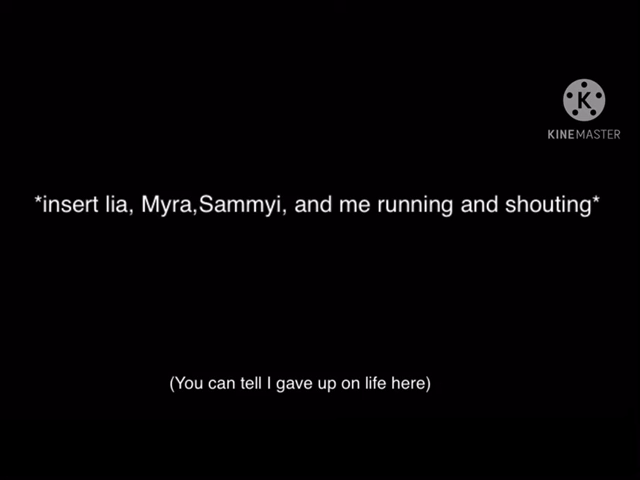 K
KINEMASTER
*insert lia, Myra,Sammyi, and me running and shouting*
(You can tell I gave up on life here)